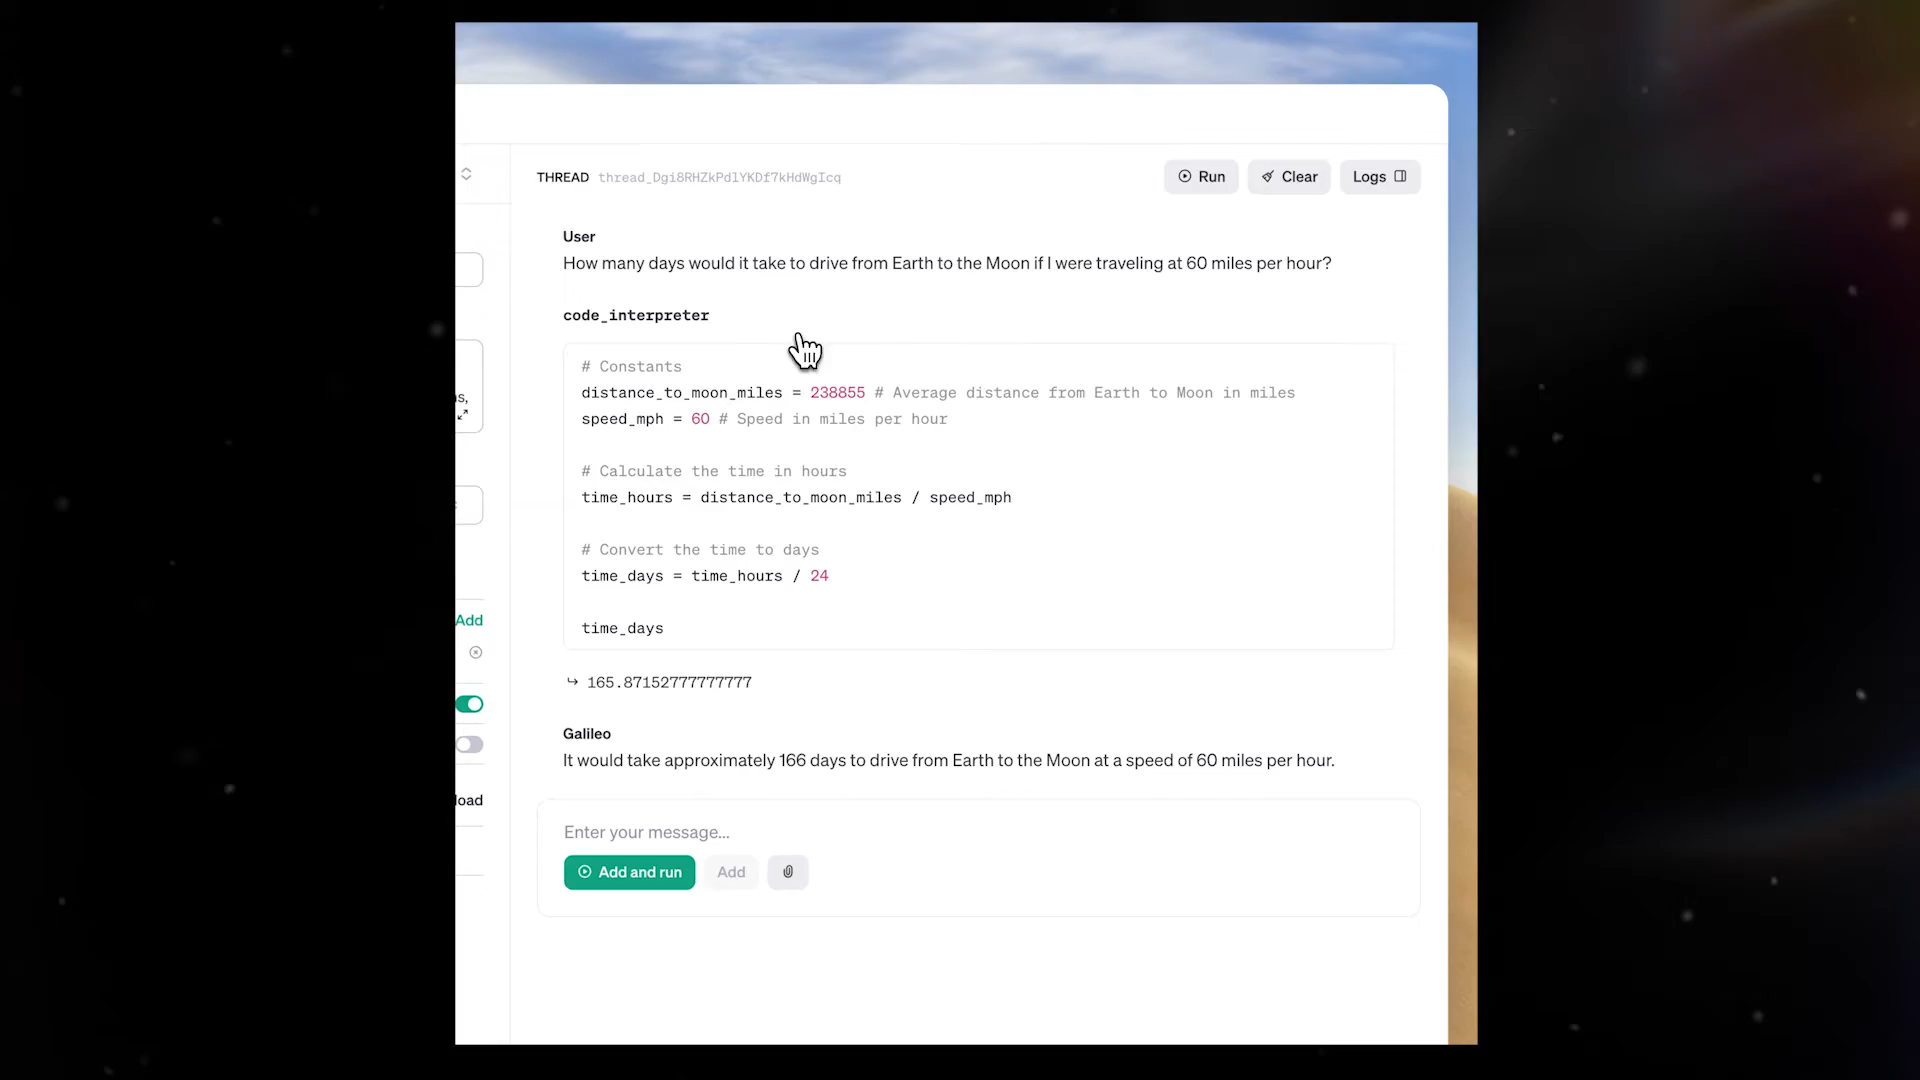 THREAD thread_Dgi8RHZkPdlYKDf7kHdWgIcq
Run
Clear
Logs
User
How many days would it take to drive from Earth to the Moon if I were traveling at 60 miles per hour?
code_interpreter
# Constants
distance_to_moon_miles = 238855 # Average distance from Earth to Moon in miles
speed_mph = 60 # Speed in miles per hour
# Calculate the time in hours
time_hours = distance_to_moon_miles / speed_mph
# Convert the time to days
time_days = time_hours / 24
time_days
↪ 165.87152777777777
Galileo
It would take approximately 166 days to drive from Earth to the Moon at a speed of 60 miles per hour.
Enter your message...
Add and run
Add
s,
Add
load